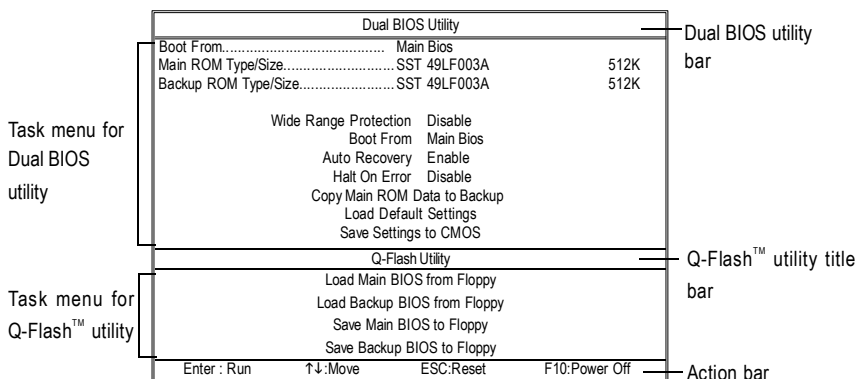 Dual BIOS Utility
Boot From......................................... Main Bios
Main ROM Type/Size............................SST 49LF003A 512K
Backup ROM Type/Size........................SST 49LF003A 512K
Wide Range Protection Disable
Boot From Main Bios
Auto Recovery Enable
Halt On Error Disable
Copy Main ROM Data to Backup
Load Default Settings
Save Settings to CMOS
Q-Flash Utility
Load Main BIOS from Floppy
Load Backup BIOS from Floppy
Save Main BIOS to Floppy
Save Backup BIOS to Floppy
Enter : Run ↑↓:Move ESC:Reset F10:Power Off
Task menu for
Dual BIOS
utility
Task menu for
Q-Flash™ utility
Dual BIOS utility
bar
Q-Flash™ utility title
bar
Action bar